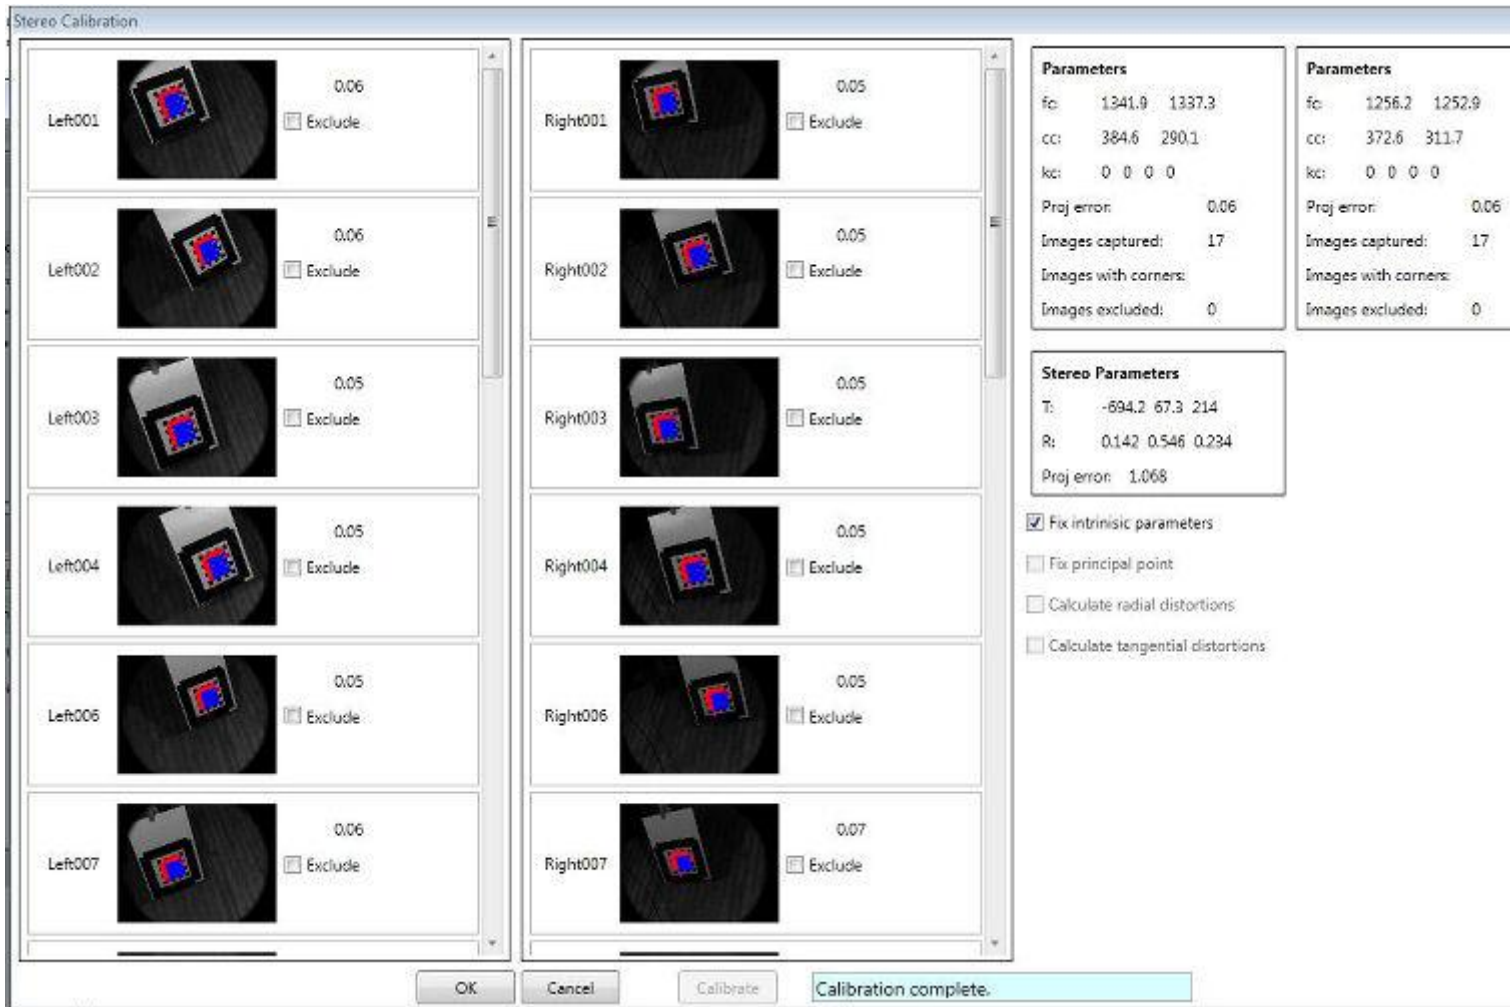 Stereo Calibration
Left001
0.06
Exclude
Left002
0.06
Exclude
Left003
0.05
Exclude
Left004
0.05
Exclude
Left006
0.05
Exclude
Left007
0.06
Exclude
Right001
0.05
Exclude
Right002
0.05
Exclude
Right003
0.05
Exclude
Right004
0.05
Exclude
Right006
0.05
Exclude
Right007
0.07
Exclude
Parameters
fc: 1341.9 1337.3
cc: 384.6 290.1
kc: 0 0 0 0
Proj error: 0.06
Images captured: 17
Images with corners:
Images excluded: 0
Parameters
fc: 1256.2 1252.9
cc: 372.6 311.7
kc: 0 0 0 0
Proj error: 0.06
Images captured: 17
Images with corners:
Images excluded: 0
Stereo Parameters
T: -694.2 67.3 214
R: 0.142 0.546 0.234
Proj error: 1.068
Fix intrinisic parameters
Fix principal point
Calculate radial distortions
Calculate tangential distortions
OK
Cancel
Calibrate
Calibration complete.